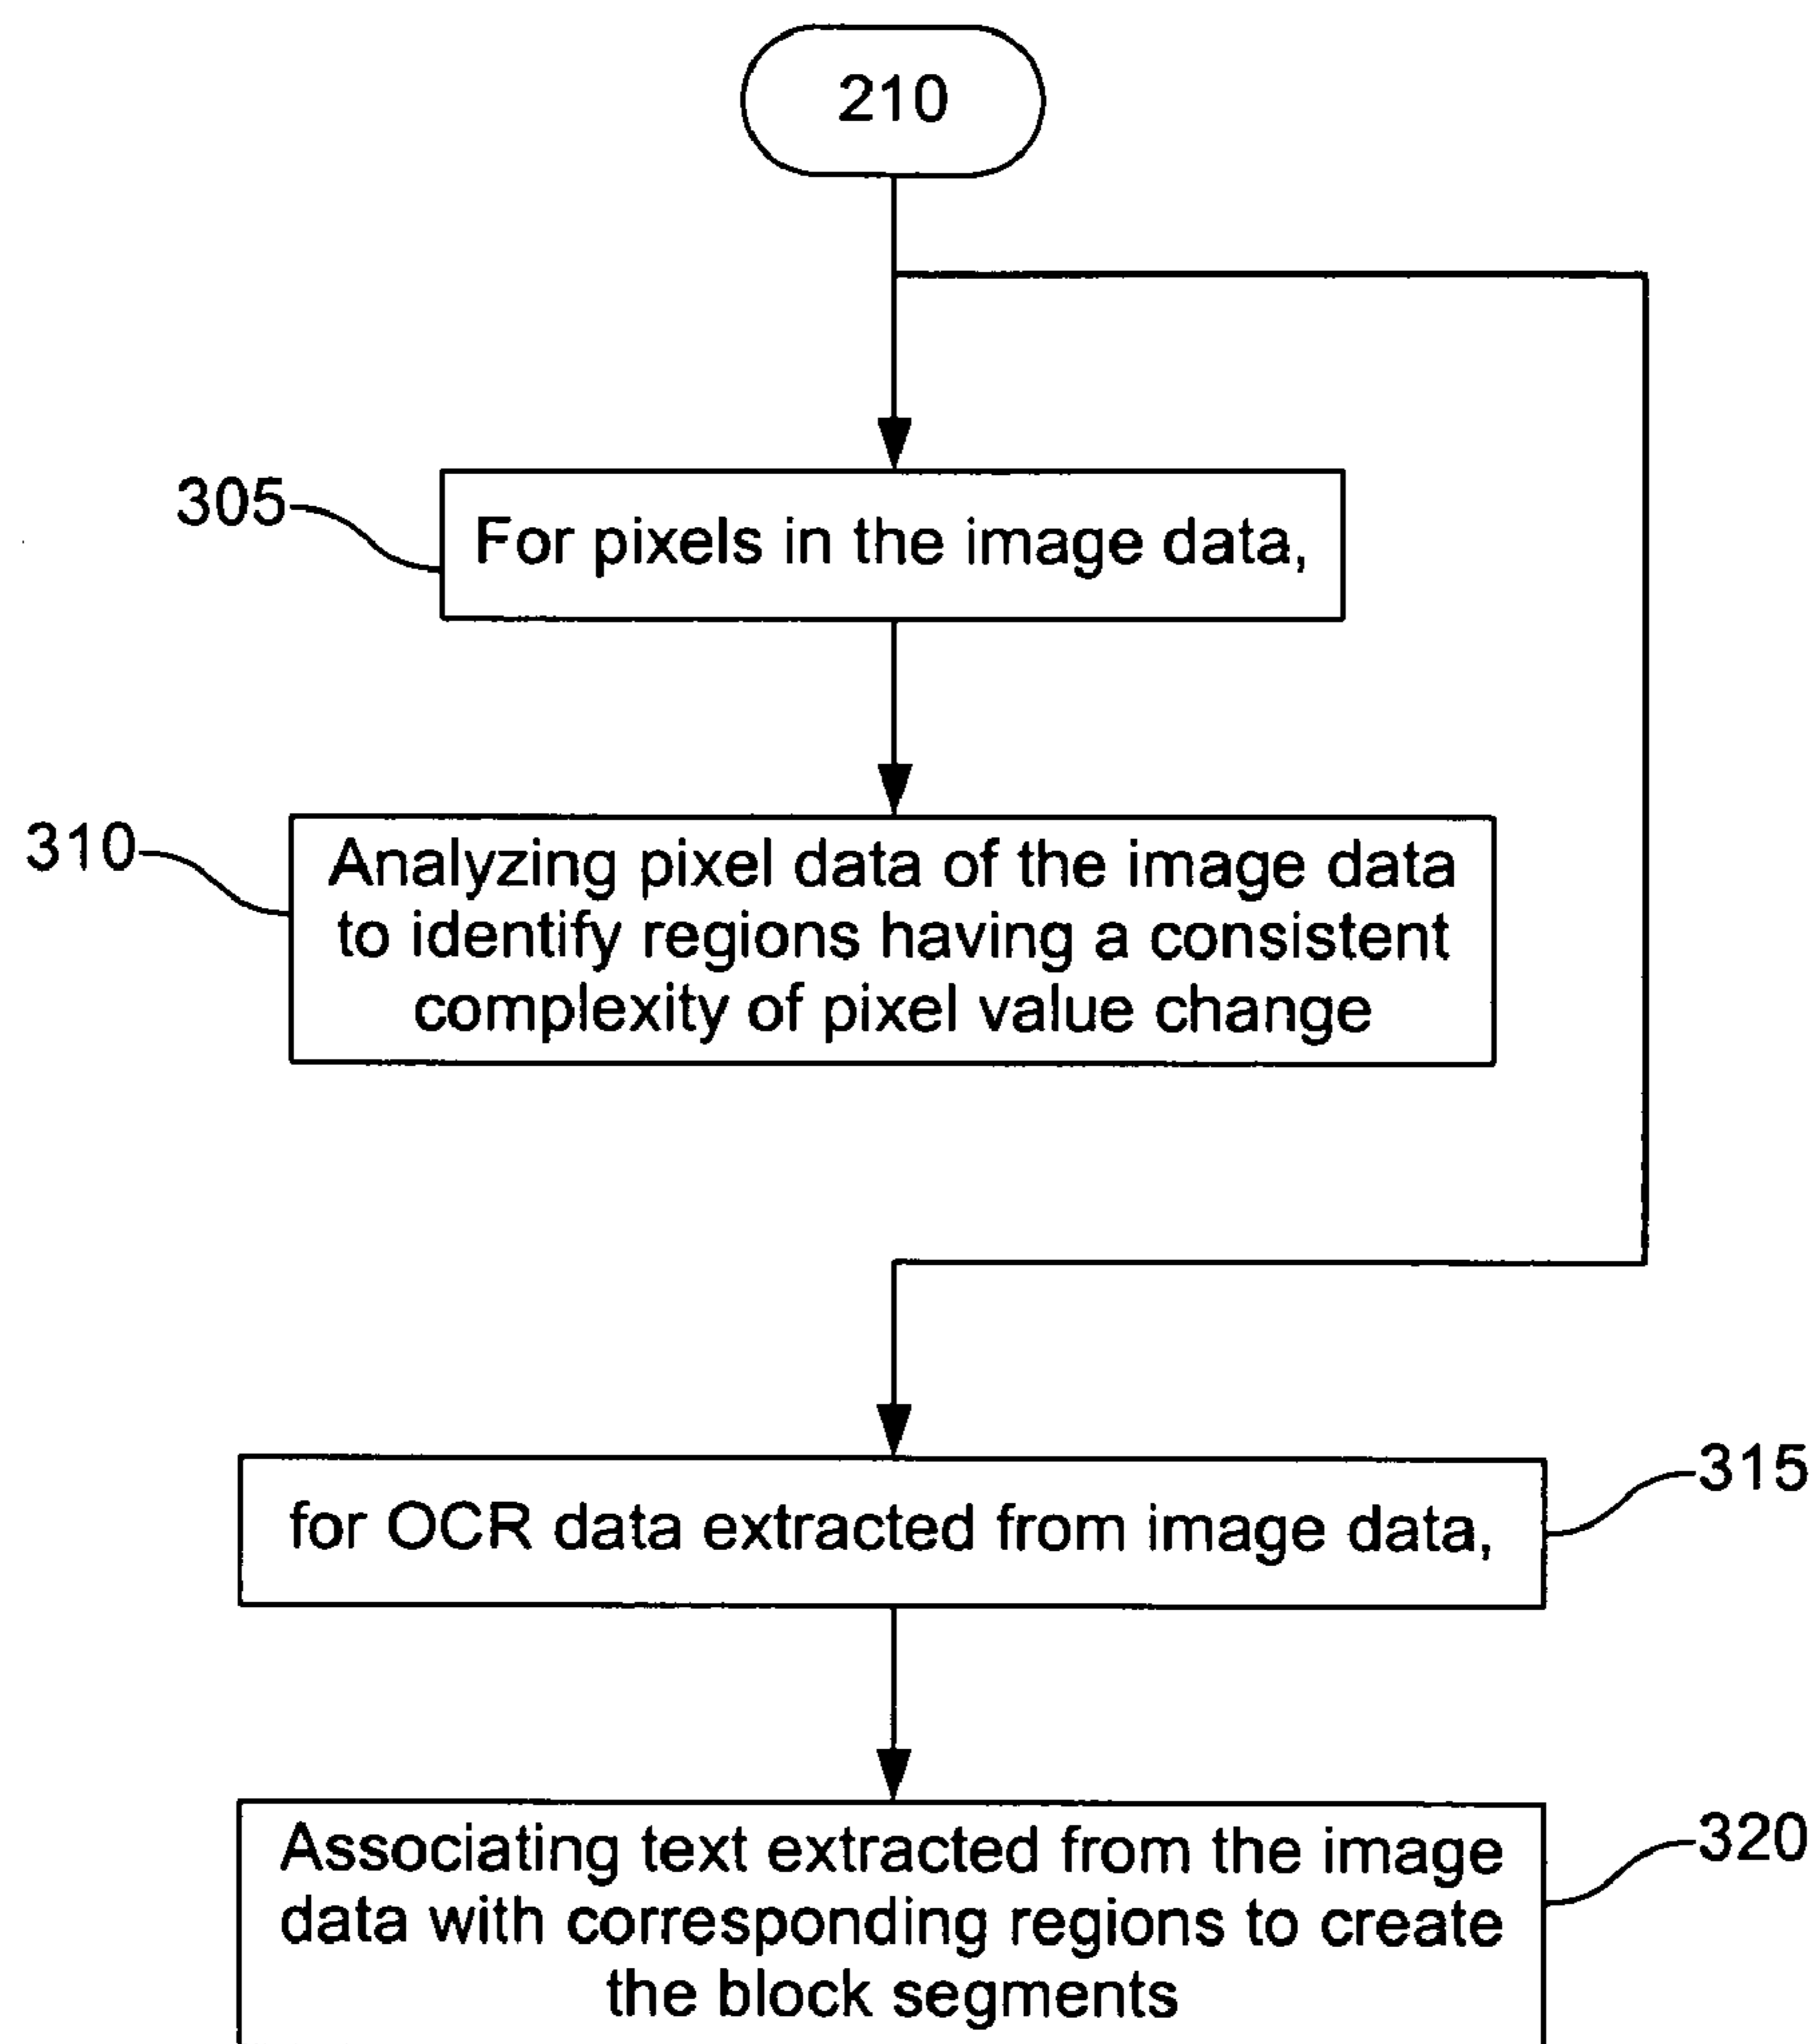 210
305
For pixels in the image data,
310
Analyzing pixel data of the image data
to identify regions having a consistent
complexity of pixel value change
315
for OCR data extracted from image data,
320
Associating text extracted from the image
data with corresponding regions to create
the block segments